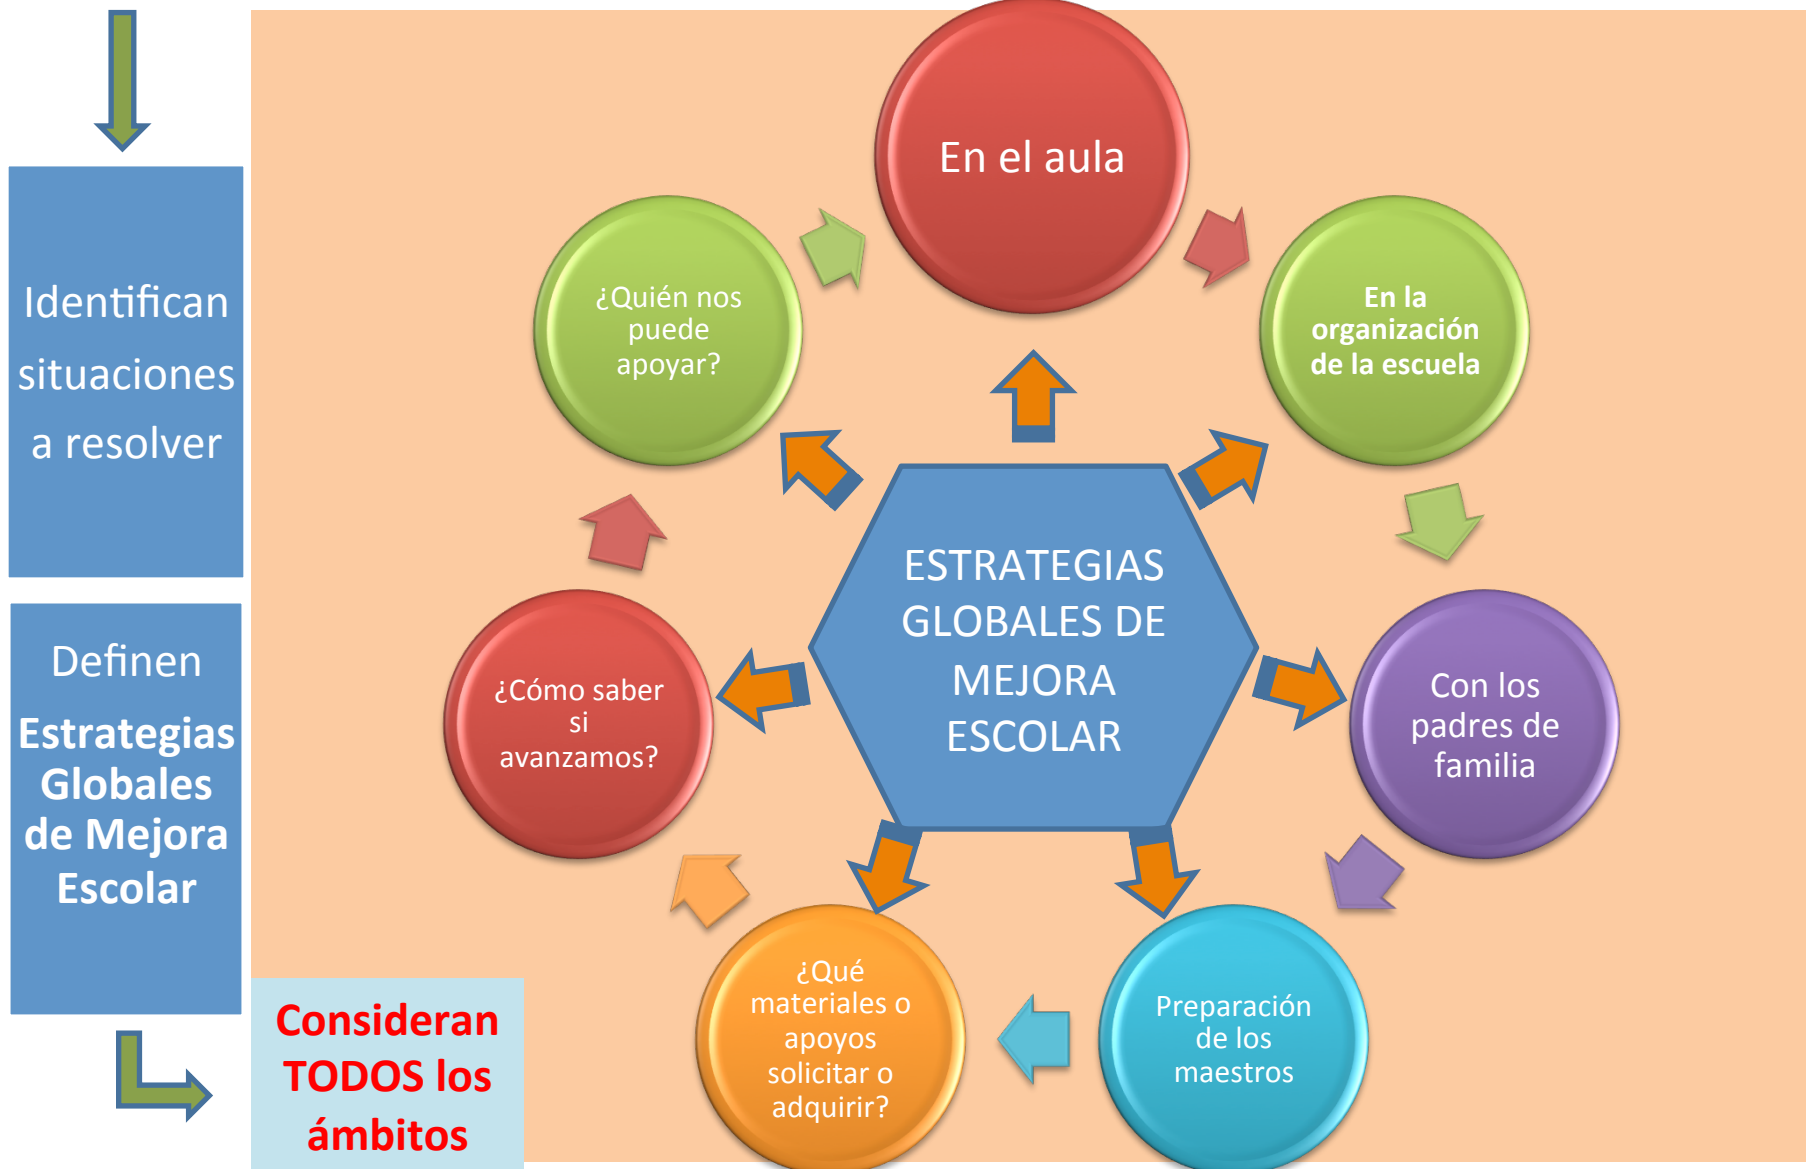 Identifican
situaciones
a resolver
Definen
Estrategias
Globales
de Mejora
Escolar
Consideran
TODOS los
ámbitos
En el aula
En la
organización
de la escuela
Con los
padres de
familia
Preparación
de los
maestros
¿Qué
materiales o
apoyos
solicitar o
adquirir?
¿Cómo saber
si
avanzamos?
¿Quién nos
puede
apoyar?
ESTRATEGIAS
GLOBALES DE
MEJORA
ESCOLAR